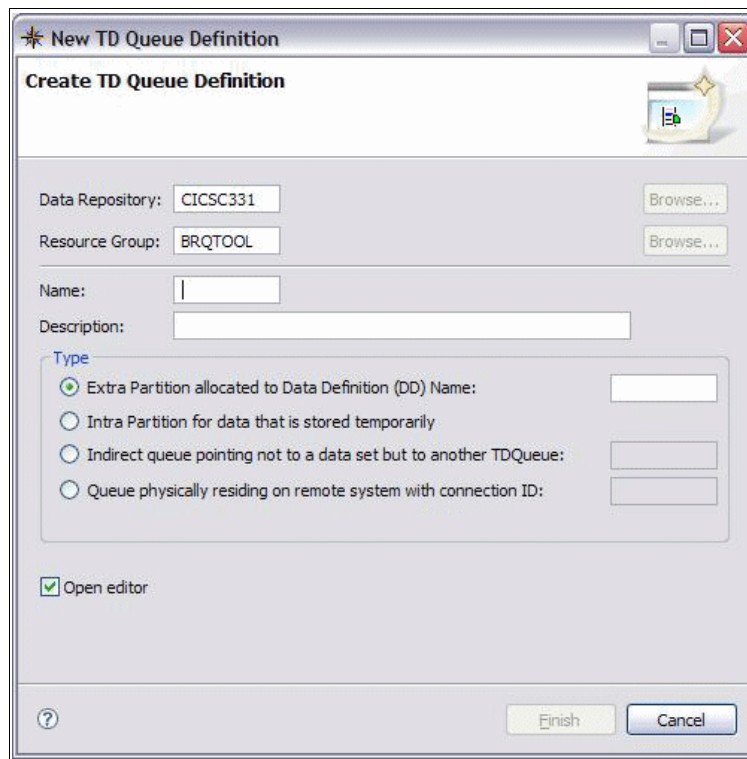 New TD Queue Definition
Create TD Queue Definition
Data Repository: CICSC331 Browse...
Resource Group: BRQTOOL Browse...
Name:
Description:
Type
Extra Partition allocated to Data Definition (DD) Name:
Intra Partition for data that is stored temporarily
Indirect queue pointing not to a data set but to another TDQueue:
Queue physically residing on remote system with connection ID:
Open editor
? Finish Cancel